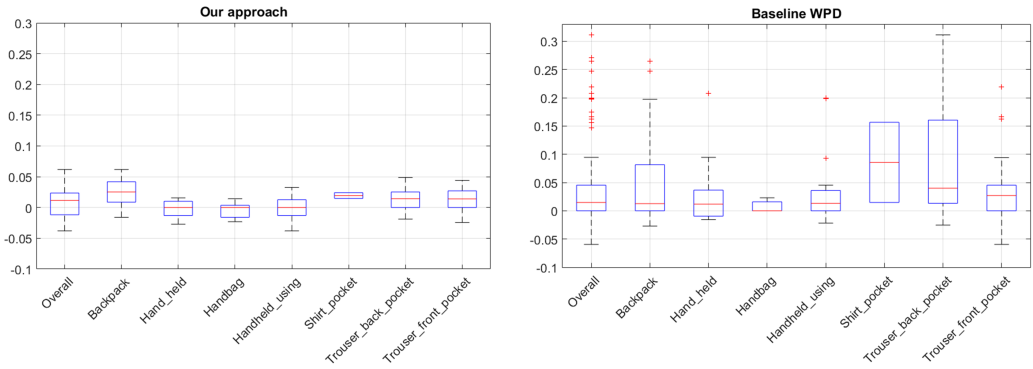 Our approach
0.3
0.25
0.2
0.15
0.1
0.05
0
-0.05
-0.1
Overall
Backpack
Hand_held
Handbag
Handheld_using
Shirt_pocket
Trouser_back_pocket
Trouser_front_pocket
Baseline WPD
0.3
0.25
0.2
0.15
0.1
0.05
0
-0.05
-0.1
Overall
Backpack
Hand_held
Handbag
Handheld_using
Shirt_pocket
Trouser_back_pocket
Trouser_front_pocket